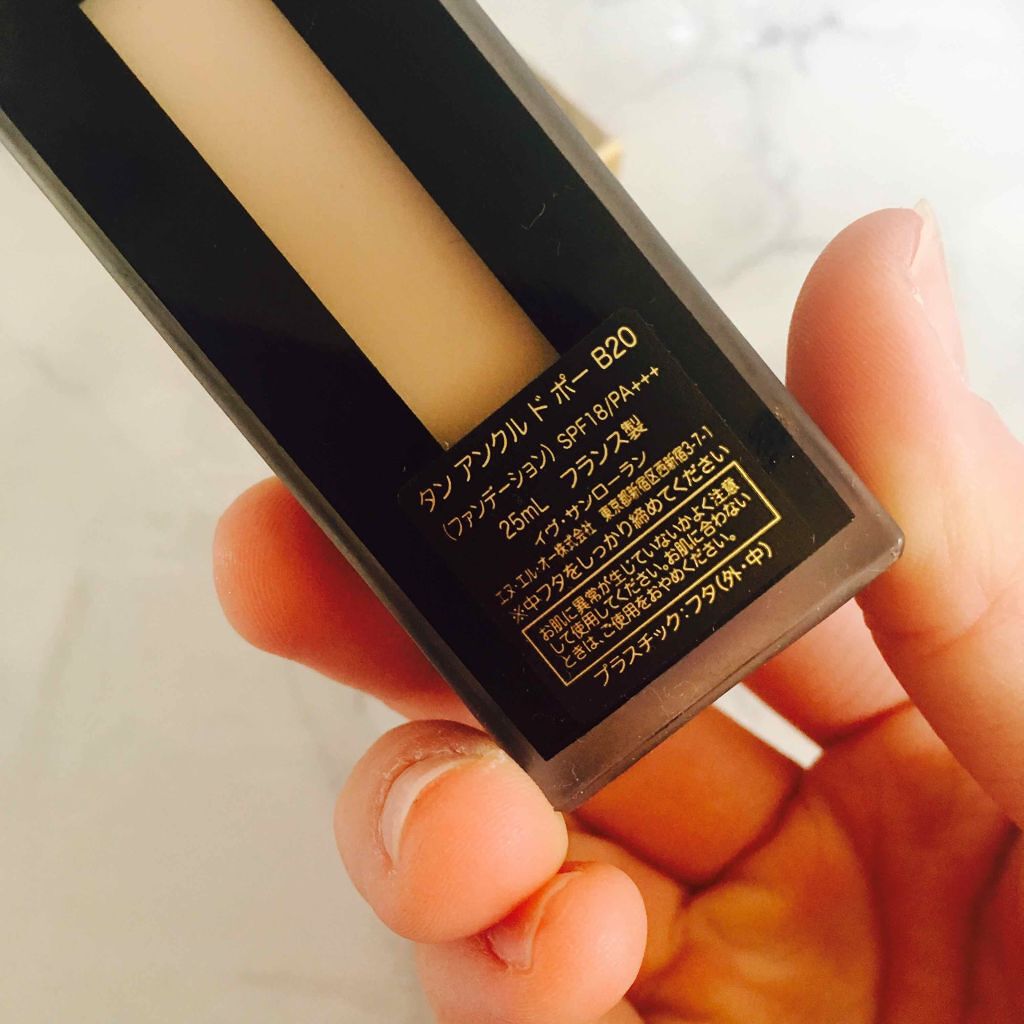 タン アンクル ド ポー B20
(ファンデーション) SPF18/PA+++
25mL フランス製
イヴ・サンローラン
エヌ・エル・オー株式会社 東京都新宿区西新宿3-7-1
※中フタをしっかり締めてください
お肌に異常が生じていないかよく注意
して使用してください。お肌に合わない
ときは、ご使用をおやめください。
プラスチック:フタ(外・中)